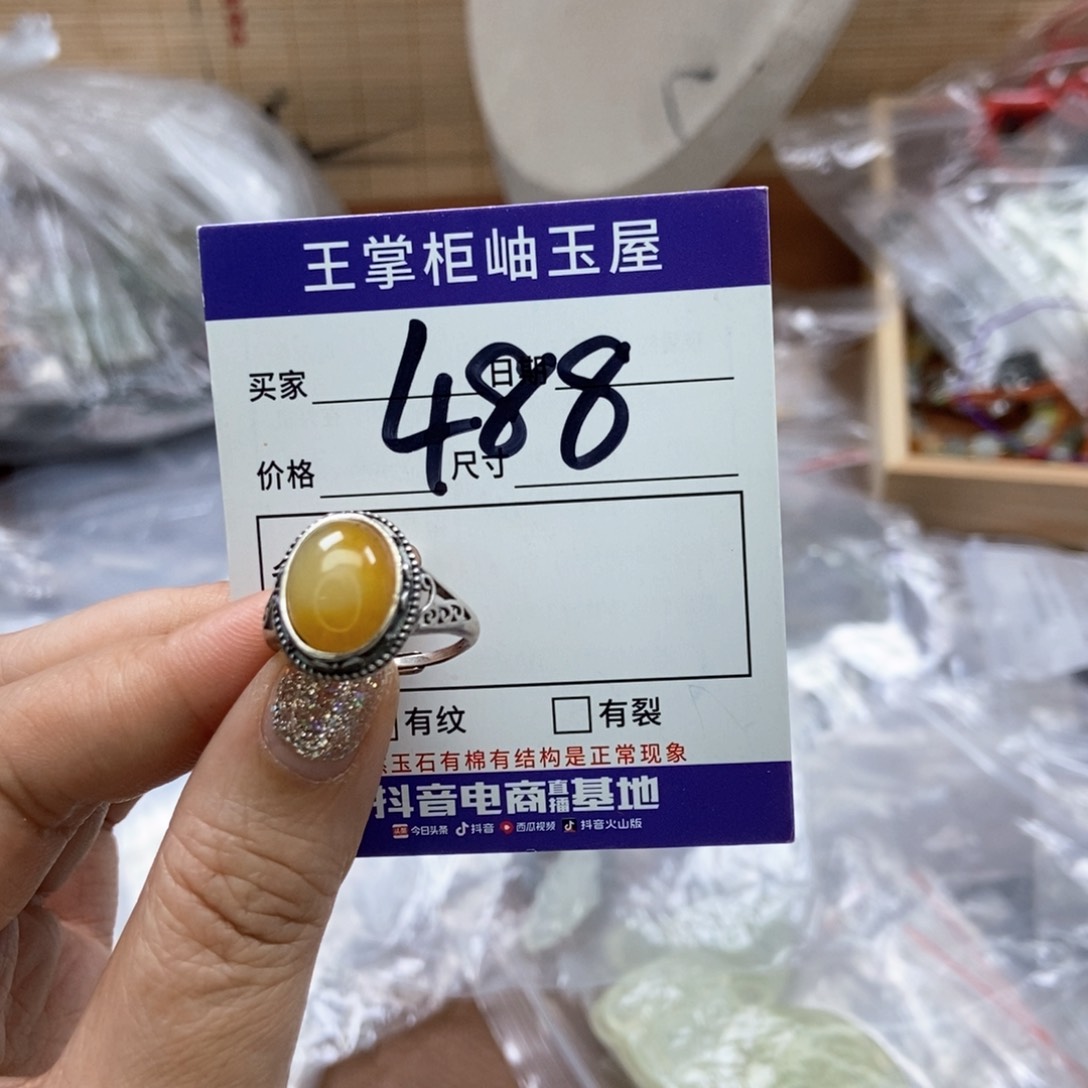 王掌柜岫玉屋
买家 日期
488
价格 尺寸
有纹 有裂
玉石有棉有结构是正常现象
抖音电商直播基地
今日头条 抖音 西瓜视频 抖音火山版